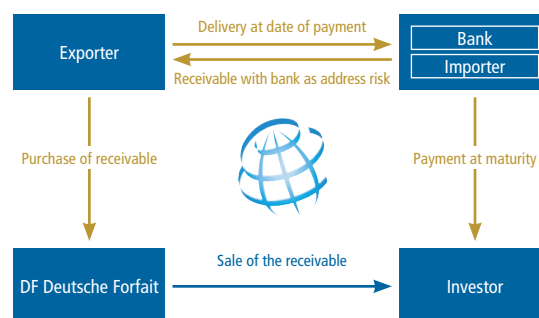 Delivery at date of payment
Exporter
Bank
Importer
Receivable with bank as address risk
Purchase of receivable
Payment at maturity
DF Deutsche Forfait
Sale of the receivable
Investor